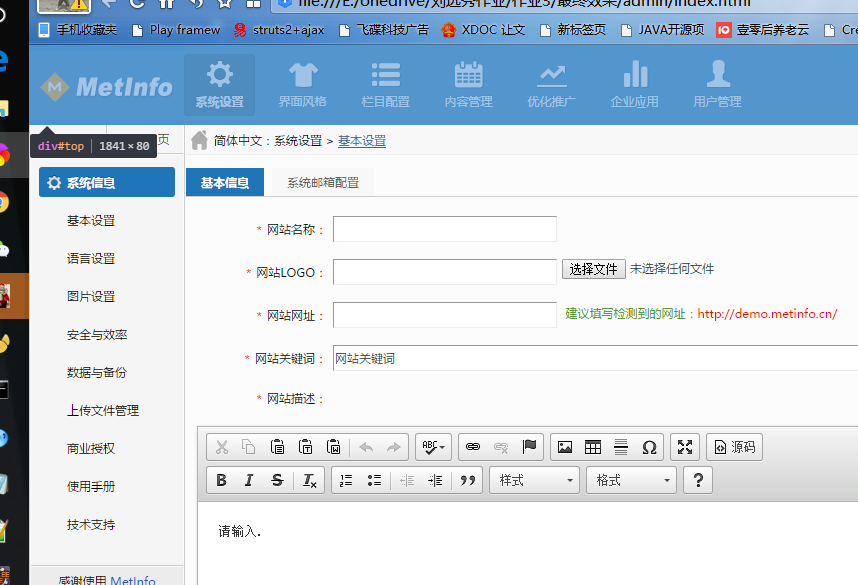 file:///E:/onedrive/刘远秀作业/作业3/最终效果/admin/index.html
手机收藏夹 Play framew struts2+ajax 飞碟科技广告 XDOC 让文 新标签页 JAVA开源项 壹零后养老云 Cre
M MetInfo
系统设置 界面风格 栏目配置 内容管理 优化推广 企业应用 用户管理
页 简体中文：系统设置 > 基本设置
div#top 1841×80
系统信息 基本信息 系统邮箱配置
基本设置
语言设置
图片设置
安全与效率
数据与备份
上传文件管理
商业授权
使用手册
技术支持
感谢使用 MetInfo
* 网站名称：
* 网站LOGO： 选择文件 未选择任何文件
* 网站网址： 建议填写检测到的网址：http://demo.metinfo.cn/
* 网站关键词： 网站关键词
* 网站描述：
ABC Ω 源码
B I S Tx 样式 格式 ?
请输入.